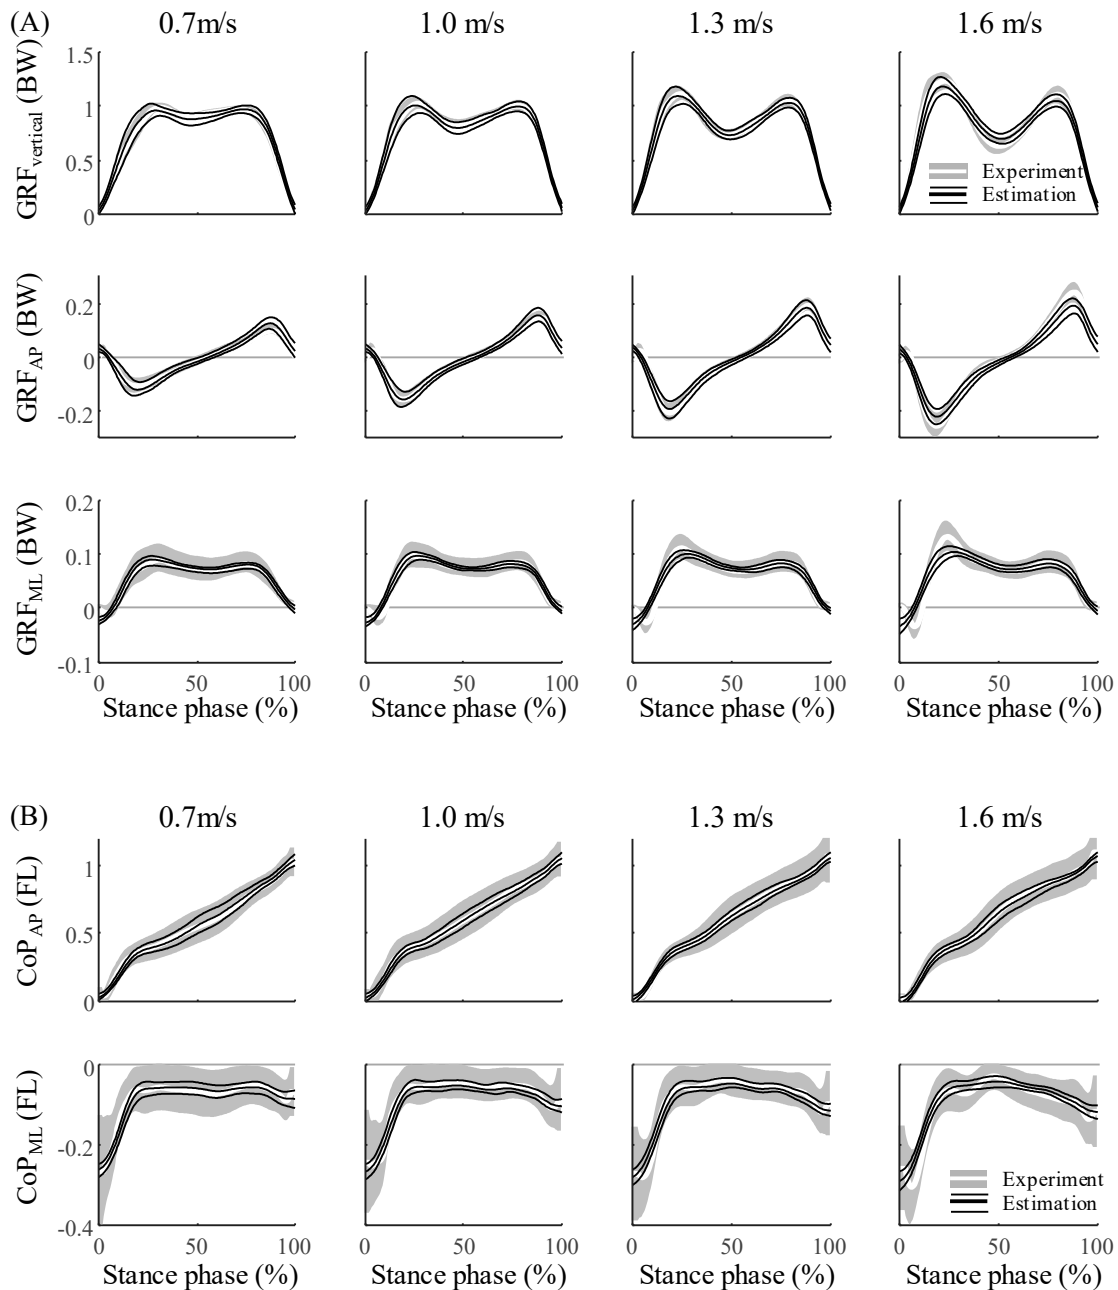 (A)
0.7m/s 1.0 m/s 1.3 m/s 1.6 m/s
GRFvertical (BW)
1.5
1
0.5
0
Experiment
Estimation
GRFAP (BW)
0.2
0
-0.2
GRFML (BW)
0.2
0.1
0
-0.1
0 50 100 0 50 100 0 50 100 0 50 100
Stance phase (%) Stance phase (%) Stance phase (%) Stance phase (%)
(B)
0.7m/s 1.0 m/s 1.3 m/s 1.6 m/s
CoPAP (FL)
1
0.5
0
CoPML (FL)
0
-0.2
-0.4
Experiment
Estimation
0 50 100 0 50 100 0 50 100 0 50 100
Stance phase (%) Stance phase (%) Stance phase (%) Stance phase (%)